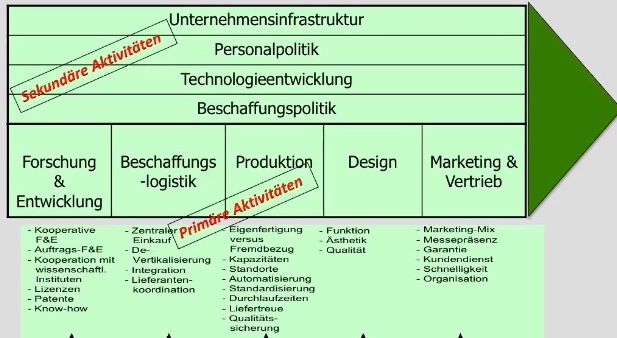 Unternehmensinfrastruktur
Personalpolitik
Sekundäre Aktivitäten
Technologieentwicklung
Beschaffungspolitik
Forschung
&
Entwicklung
Beschaffungs
-logistik
Produktion
Design
Marketing &
Vertrieb
Primäre Aktivitäten
- Kooperative
F&E
- Auftrags-F&E
- Kooperation mit
wissenschaftl.
Instituten
- Lizenzen
- Patente
- Know-how
- Zentraler
Einkauf
- De-
Vertikalisierung
- Integration
- Lieferanten-
koordination
- Eigenfertigung
versus
Fremdbezug
- Kapazitäten
- Standorte
- Automatisierung
- Standardisierung
- Durchlaufzeiten
- Liefertreue
- Qualitäts-
sicherung
- Funktion
- Ästhetik
- Qualität
- Marketing-Mix
- Messepräsenz
- Garantie
- Kundendienst
- Schnelligkeit
- Organisation